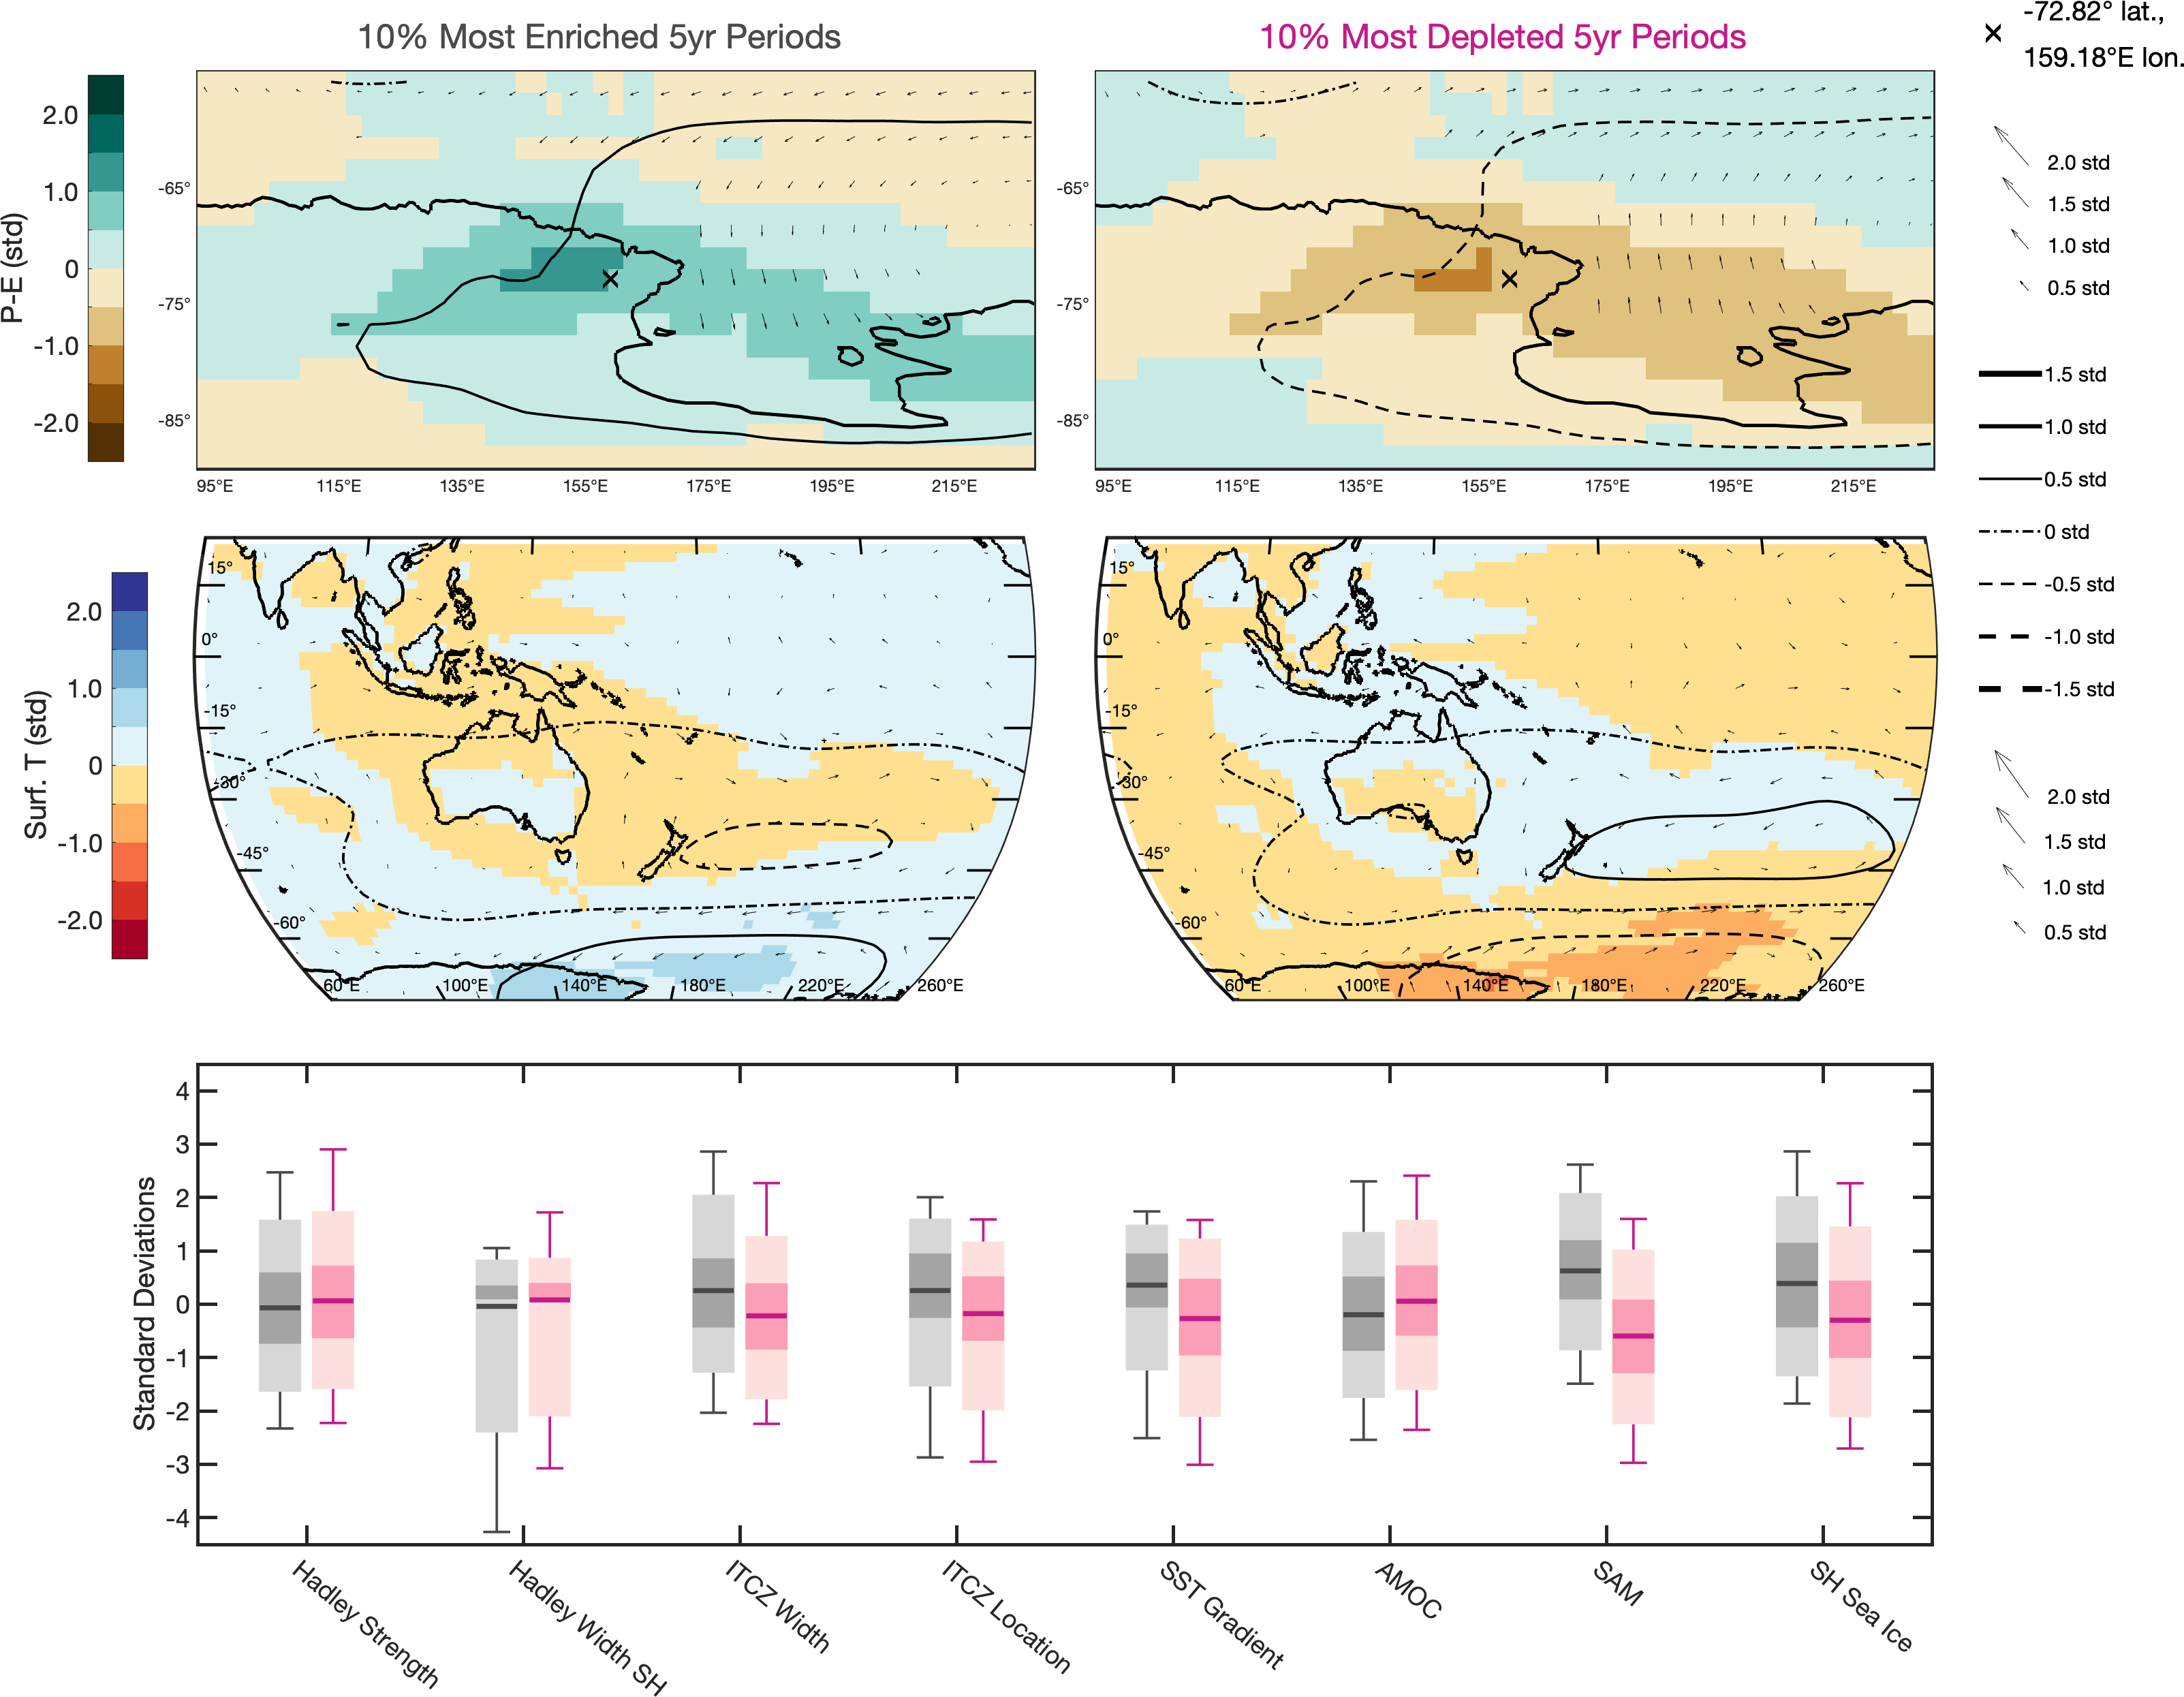 10% Most Enriched 5yr Periods
10% Most Depleted 5yr Periods
-72.82° lat.,
159.18°E lon.
P-E (std)
2.0
1.0
0
-1.0
-2.0
-65°
-75°
-85°
95°E 115°E 135°E 155°E 175°E 195°E 215°E
-65°
-75°
-85°
95°E 115°E 135°E 155°E 175°E 195°E 215°E
2.0 std
1.5 std
1.0 std
0.5 std
1.5 std
1.0 std
0.5 std
0 std
-0.5 std
-1.0 std
-1.5 std
Surf. T (std)
2.0
1.0
0
-1.0
-2.0
15°
0°
-15°
-30°
-45°
-60°
60°E 100°E 140°E 180°E 220°E 260°E
15°
0°
-15°
-30°
-45°
-60°
60°E 100°E 140°E 180°E 220°E 260°E
2.0 std
1.5 std
1.0 std
0.5 std
Standard Deviations
4
3
2
1
0
-1
-2
-3
-4
Hadley Strength
Hadley Width SH
ITCZ Width
ITCZ Location
SST Gradient
AMOC
SAM
SH Sea Ice